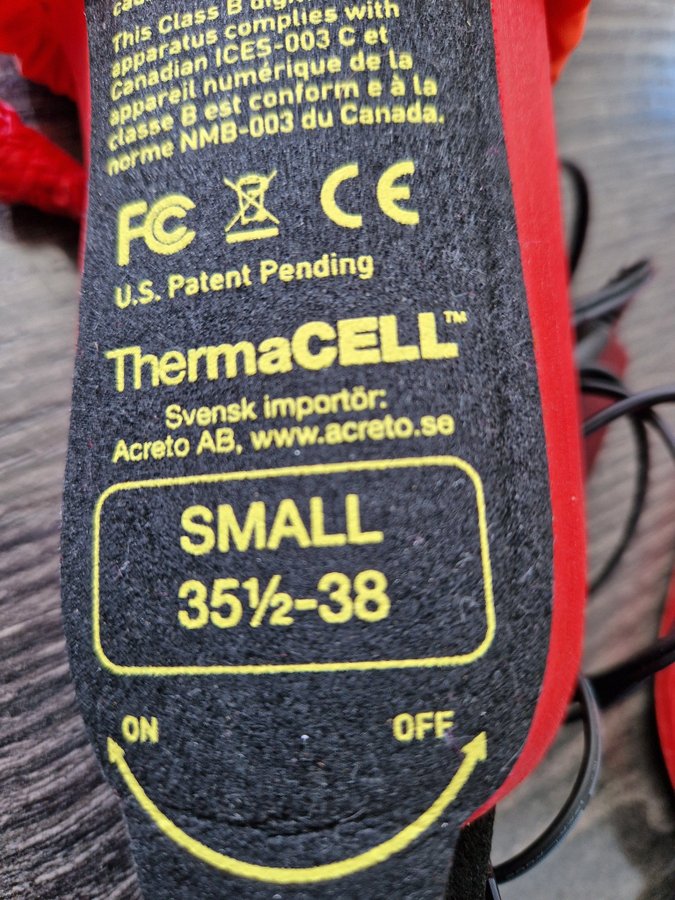 This Class B digi
apparatus complies with
Canadian ICES-003 C et
appareil numérique de la
classe B est conform e à la
norme NMB-003 du Canada.
FC CE
U.S. Patent Pending
ThermaCELL™
Svensk importör:
Acreto AB, www.acreto.se
SMALL
35½-38
ON OFF